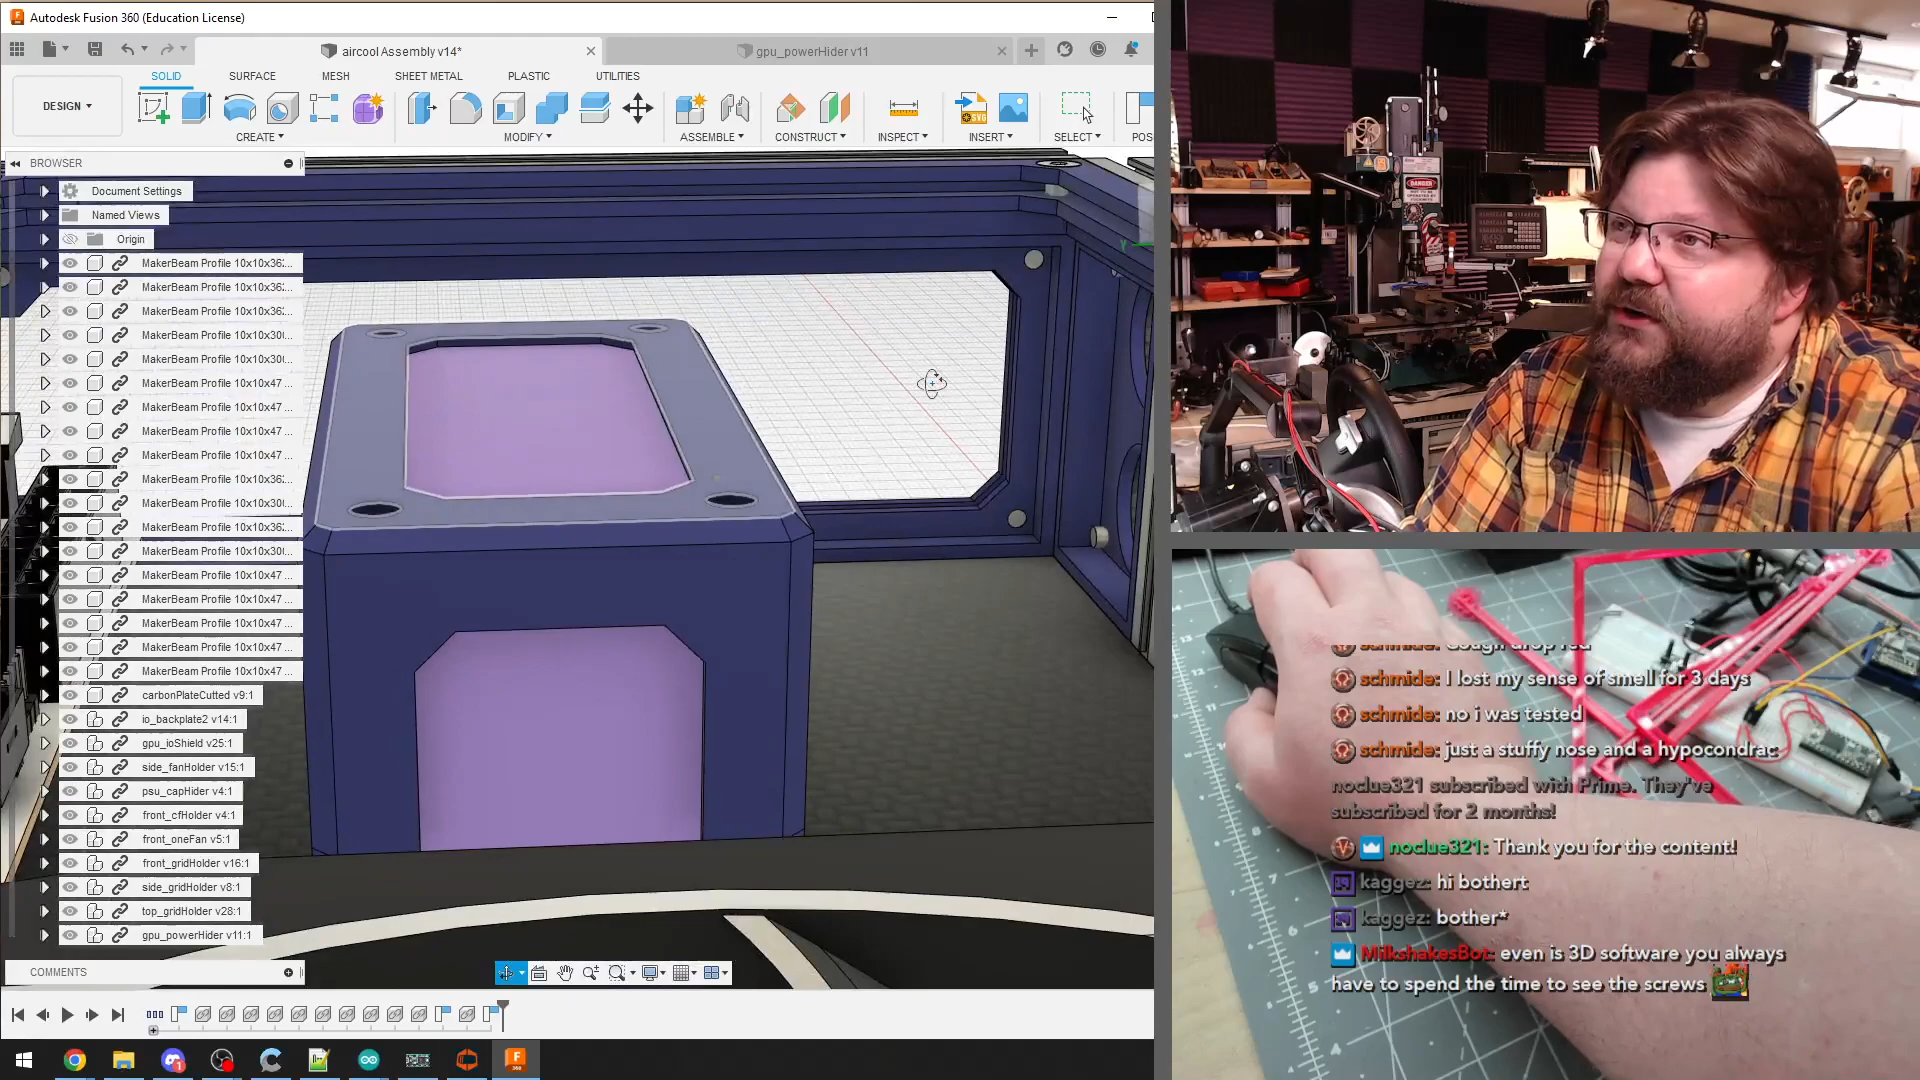 Autodesk Fusion 360 (Education License)
aircool Assembly v14*
gpu_powerHider v11
SOLID
SURFACE
MESH
SHEET METAL
PLASTIC
UTILITIES
DESIGN
CREATE
MODIFY
ASSEMBLE
CONSTRUCT
INSPECT
INSERT
SELECT
POS
BROWSER
Document Settings
Named Views
Origin
MakerBeam Profile 10x10x36...
MakerBeam Profile 10x10x36...
MakerBeam Profile 10x10x36...
MakerBeam Profile 10x10x30...
MakerBeam Profile 10x10x30...
MakerBeam Profile 10x10x47 ...
MakerBeam Profile 10x10x47 ...
MakerBeam Profile 10x10x47 ...
MakerBeam Profile 10x10x47 ...
MakerBeam Profile 10x10x36...
MakerBeam Profile 10x10x30...
MakerBeam Profile 10x10x36...
MakerBeam Profile 10x10x30...
MakerBeam Profile 10x10x47 ...
MakerBeam Profile 10x10x47 ...
MakerBeam Profile 10x10x47 ...
MakerBeam Profile 10x10x47 ...
MakerBeam Profile 10x10x47 ...
carbonPlateCutted v9:1
io_backplate2 v14:1
gpu_ioShield v25:1
side_fanHolder v15:1
psu_capHider v4:1
front_cfHolder v4:1
front_oneFan v5:1
front_gridHolder v16:1
side_gridHolder v8:1
top_gridHolder v28:1
gpu_powerHider v11:1
COMMENTS
DANGER
schmide: I lost my sense of smell for 3 days
schmide: no i was tested
schmide: just a stuffy nose and a hypocondrac
noclue321 subscribed with Prime. They've
subscribed for 2 months!
noclue321: Thank you for the content!
kaggez: hi bothert
kaggez: bother*
MilkshakesBot: even is 3D software you always
have to spend the time to see the screws